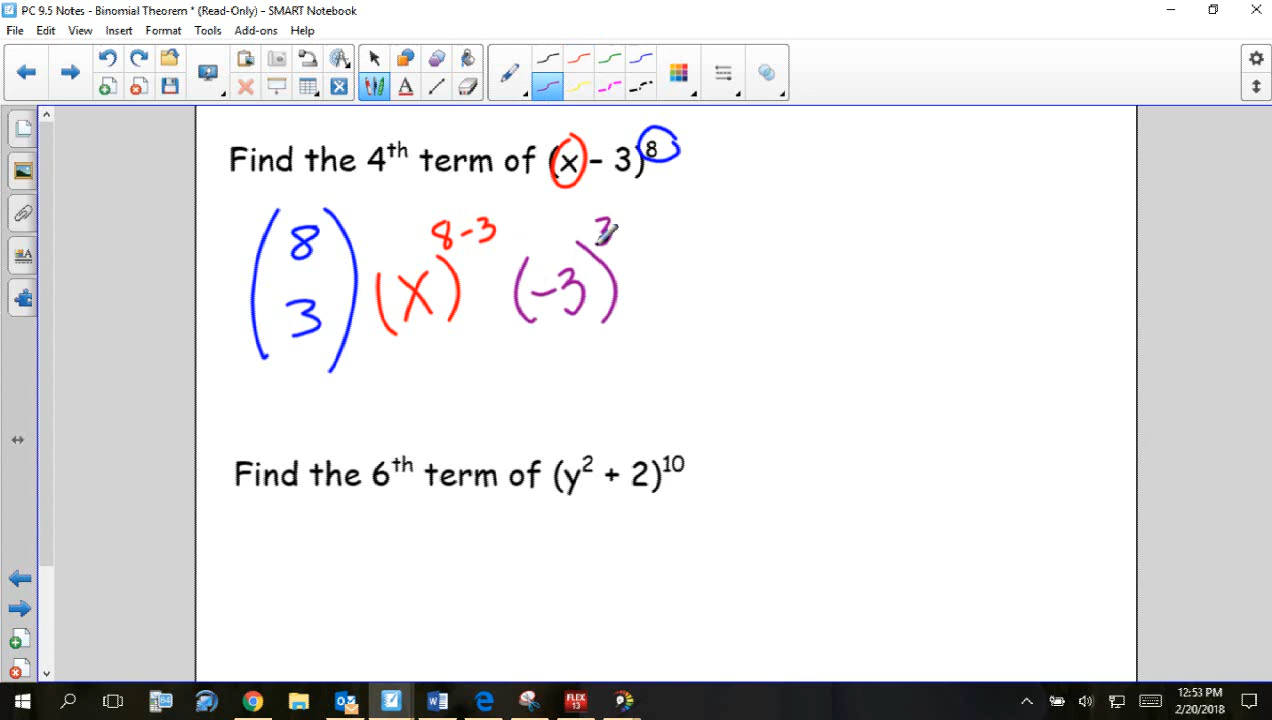 PC 9.5 Notes - Binomial Theorem * (Read-Only) - SMART Notebook
File Edit View Insert Format Tools Add-ons Help
Find the 4th term of (x - 3)^8
(8 3) (x)^8-3 (-3)^3
Find the 6th term of (y² + 2)^10
FLEX 13
12:53 PM
2/20/2018